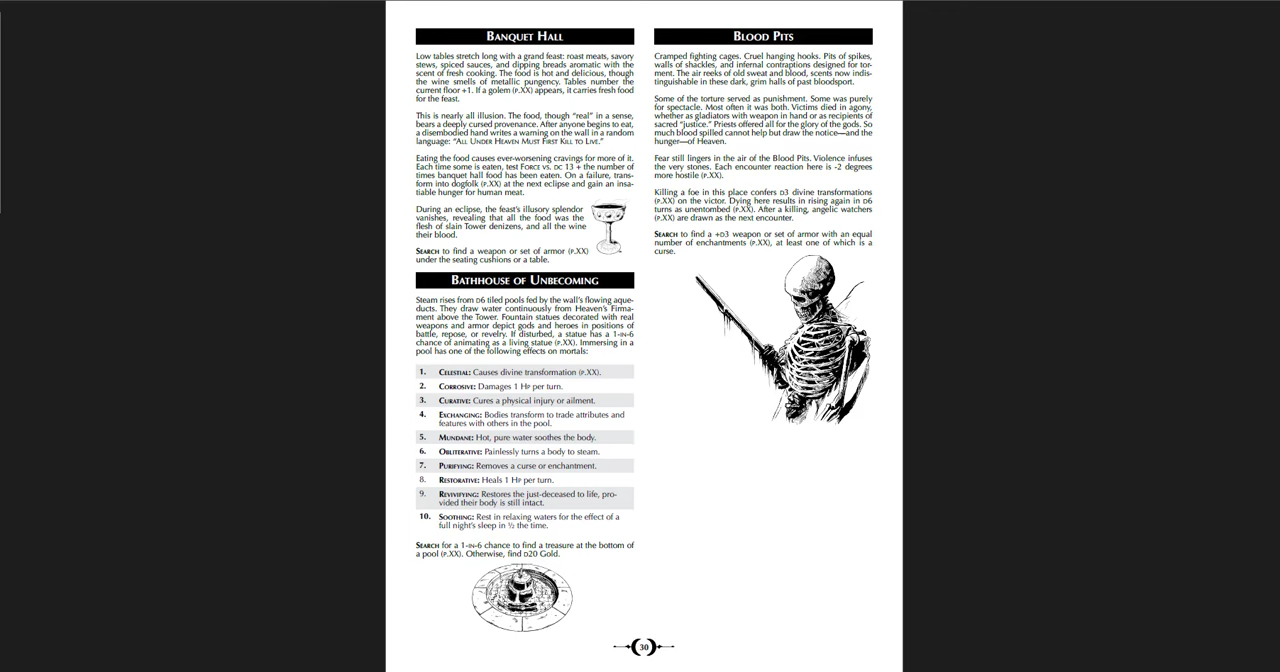 BANQUET HALL
Low tables stretch long with a grand feast: roast meats, savory
stews, spiced sauces, and dipping breads aromatic with the
scent of fresh cooking. The food is hot and delicious, though
the wine smells of metallic pungency. Tables number the
current floor +1. If a golem (P.XX) appears, it carries fresh food
for the feast.
This is nearly all illusion. The food, though “real” in a sense,
bears a deeply cursed provenance. After anyone begins to eat,
a disembodied hand writes a warning on the wall in a random
language: “ALL UNDER HEAVEN MUST FIRST KILL TO LIVE.”
Eating the food causes ever-worsening cravings for more of it.
Each time some is eaten, test FORCE VS. DC 13 + the number of
times banquet hall food has been eaten. On a failure, trans-
form into dogfolk (P.XX) at the next eclipse and gain an insa-
tiable hunger for human meat.
During an eclipse, the feast’s illusory splendor
vanishes, revealing that all the food was the
flesh of slain Tower denizens, and all the wine
their blood.
SEARCH to find a weapon or set of armor (P.XX)
under the seating cushions or a table.
BATHHOUSE OF UNBECOMING
Steam rises from D6 tiled pools fed by the wall’s flowing aque-
ducts. They draw water continuously from Heaven’s Firma-
ment above the Tower. Fountain statues decorated with real
weapons and armor depict gods and heroes in positions of
battle, repose, or revelry. If disturbed, a statue has a 1-IN-6
chance of animating as a living statue (P.XX). Immersing in a
pool has one of the following effects on mortals:
1. CELESTIAL: Causes divine transformation (P.XX).
2. CORROSIVE: Damages 1 HP per turn.
3. CURATIVE: Cures a physical injury or ailment.
4. EXCHANGING: Bodies transform to trade attributes and
features with others in the pool.
5. MUNDANE: Hot, pure water soothes the body.
6. OBLITERATIVE: Painlessly turns a body to steam.
7. PURIFYING: Removes a curse or enchantment.
8. RESTORATIVE: Heals 1 HP per turn.
9. REVIVIFYING: Restores the just-deceased to life, pro-
vided their body is still intact.
10. SOOTHING: Rest in relaxing waters for the effect of a
full night’s sleep in ½ the time.
SEARCH for a 1-IN-6 chance to find a treasure at the bottom of
a pool (P.XX). Otherwise, find D20 Gold.
BLOOD PITS
Cramped fighting cages. Cruel hanging hooks. Pits of spikes,
walls of shackles, and infernal contraptions designed for tor-
ment. The air reeks of old sweat and blood, scents now indis-
tinguishable in these dark, grim halls of past bloodsport.
Some of the torture served as punishment. Some was purely
for spectacle. Most often it was both. Victims died in agony,
whether as gladiators with weapon in hand or as recipients of
sacred “justice.” Priests offered all for the glory of the gods. So
much blood spilled cannot help but draw the notice—and the
hunger—of Heaven.
Fear still lingers in the air of the Blood Pits. Violence infuses
the very stones. Each encounter reaction here is -2 degrees
more hostile (P.XX).
Killing a foe in this place confers D3 divine transformations
(P.XX) on the victor. Dying here results in rising again in D6
turns as unentombed (P.XX). After a killing, angelic watchers
(P.XX) are drawn as the next encounter.
SEARCH to find a +D3 weapon or set of armor with an equal
number of enchantments (P.XX), at least one of which is a
curse.
30